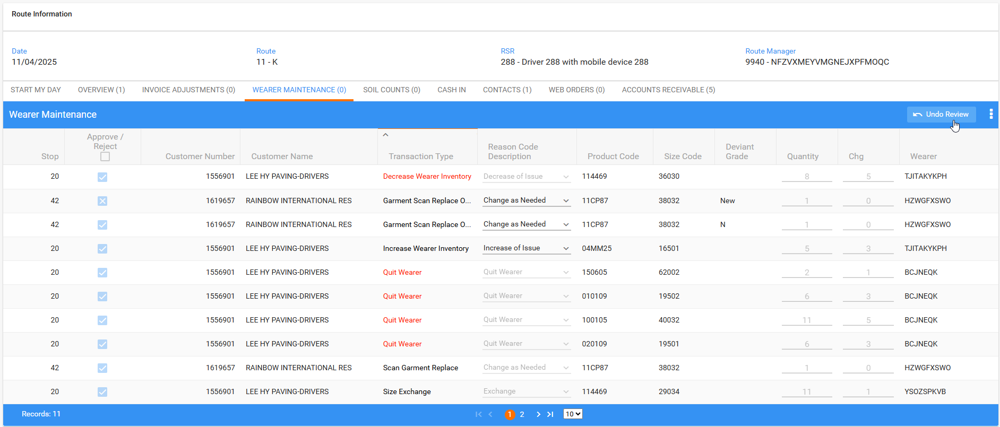 Route Information
Date
Route
RSR
Route Manager
11/04/2025
11 - K
288 - Driver 288 with mobile device 288
9940 - NFZVXMEYVMGNEJXPFMOQC
START MY DAY
OVERVIEW (1)
INVOICE ADJUSTMENTS (0)
WEARER MAINTENANCE (0)
SOIL COUNTS (0)
CASH IN
CONTACTS (1)
WEB ORDERS (0)
ACCOUNTS RECEIVABLE (5)
Wearer Maintenance
Undo Review
Stop
Approve /
Reject
Customer Number
Customer Name
Transaction Type
Reason Code
Description
Product Code
Size Code
Deviant
Grade
Quantity
Chg
Wearer
20 1556901 LEE HY PAVING-DRIVERS Decrease Wearer Inventory Decrease of Issue 114469 36030 8 5 TJITAKYKPH
42 1619657 RAINBOW INTERNATIONAL RES Garment Scan Replace O... Change as Needed 11CP87 38032 New 1 0 HZWGFXSWO
42 1619657 RAINBOW INTERNATIONAL RES Garment Scan Replace O... Change as Needed 11CP87 38032 N 1 0 HZWGFXSWO
20 1556901 LEE HY PAVING-DRIVERS Increase Wearer Inventory Increase of Issue 04MM25 16501 5 3 TJITAKYKPH
20 1556901 LEE HY PAVING-DRIVERS Quit Wearer Quit Wearer 150605 62002 2 1 BCJNEQK
20 1556901 LEE HY PAVING-DRIVERS Quit Wearer Quit Wearer 010109 19502 6 3 BCJNEQK
20 1556901 LEE HY PAVING-DRIVERS Quit Wearer Quit Wearer 100105 40032 11 5 BCJNEQK
20 1556901 LEE HY PAVING-DRIVERS Quit Wearer Quit Wearer 020109 19501 6 3 BCJNEQK
42 1619657 RAINBOW INTERNATIONAL RES Scan Garment Replace Change as Needed 11CP87 38032 1 0 HZWGFXSWO
20 1556901 LEE HY PAVING-DRIVERS Size Exchange Exchange 114469 29034 11 1 YSOZSPKVB
Records: 11
1 2
10